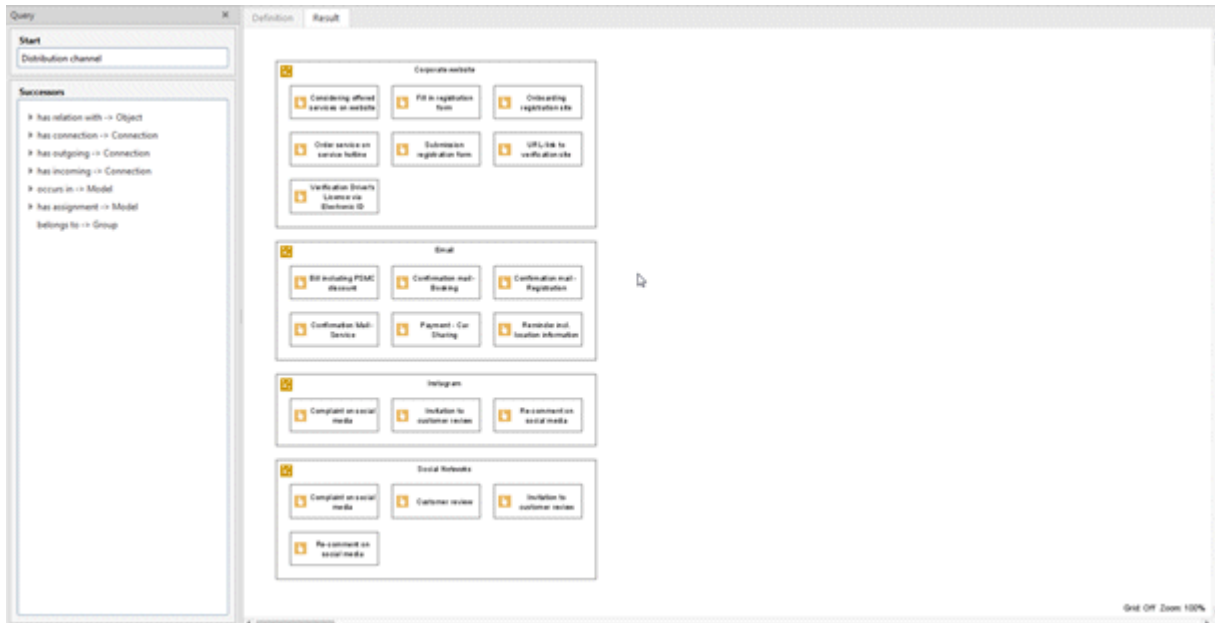 Query
Definition
Result
Start
Distribution channel
Successors
has relation with -> Object
has connection -> Connection
has outgoing -> Connection
has incoming -> Connection
occurs in -> Model
has assignment -> Model
belongs to -> Group
Corporate website
Considering offered
services on website
Fill in registration
form
Onboarding
registration site
Order service on
service hotline
Submission
registration form
URL/link to
verification site
Verification Driver's
License via
Electronic ID
Email
Bill including PSMC
discount
Confirmation mail -
Booking
Confirmation mail -
Registration
Confirmation Mail -
Service
Payment - Car
Sharing
Reminder incl.
location information
Instagram
Complaint on social
media
Invitation to
customer review
Re-comment on
social media
Social Networks
Complaint on social
media
Customer review
Invitation to
customer review
Re-comment on
social media
Grid: Off Zoom: 100%